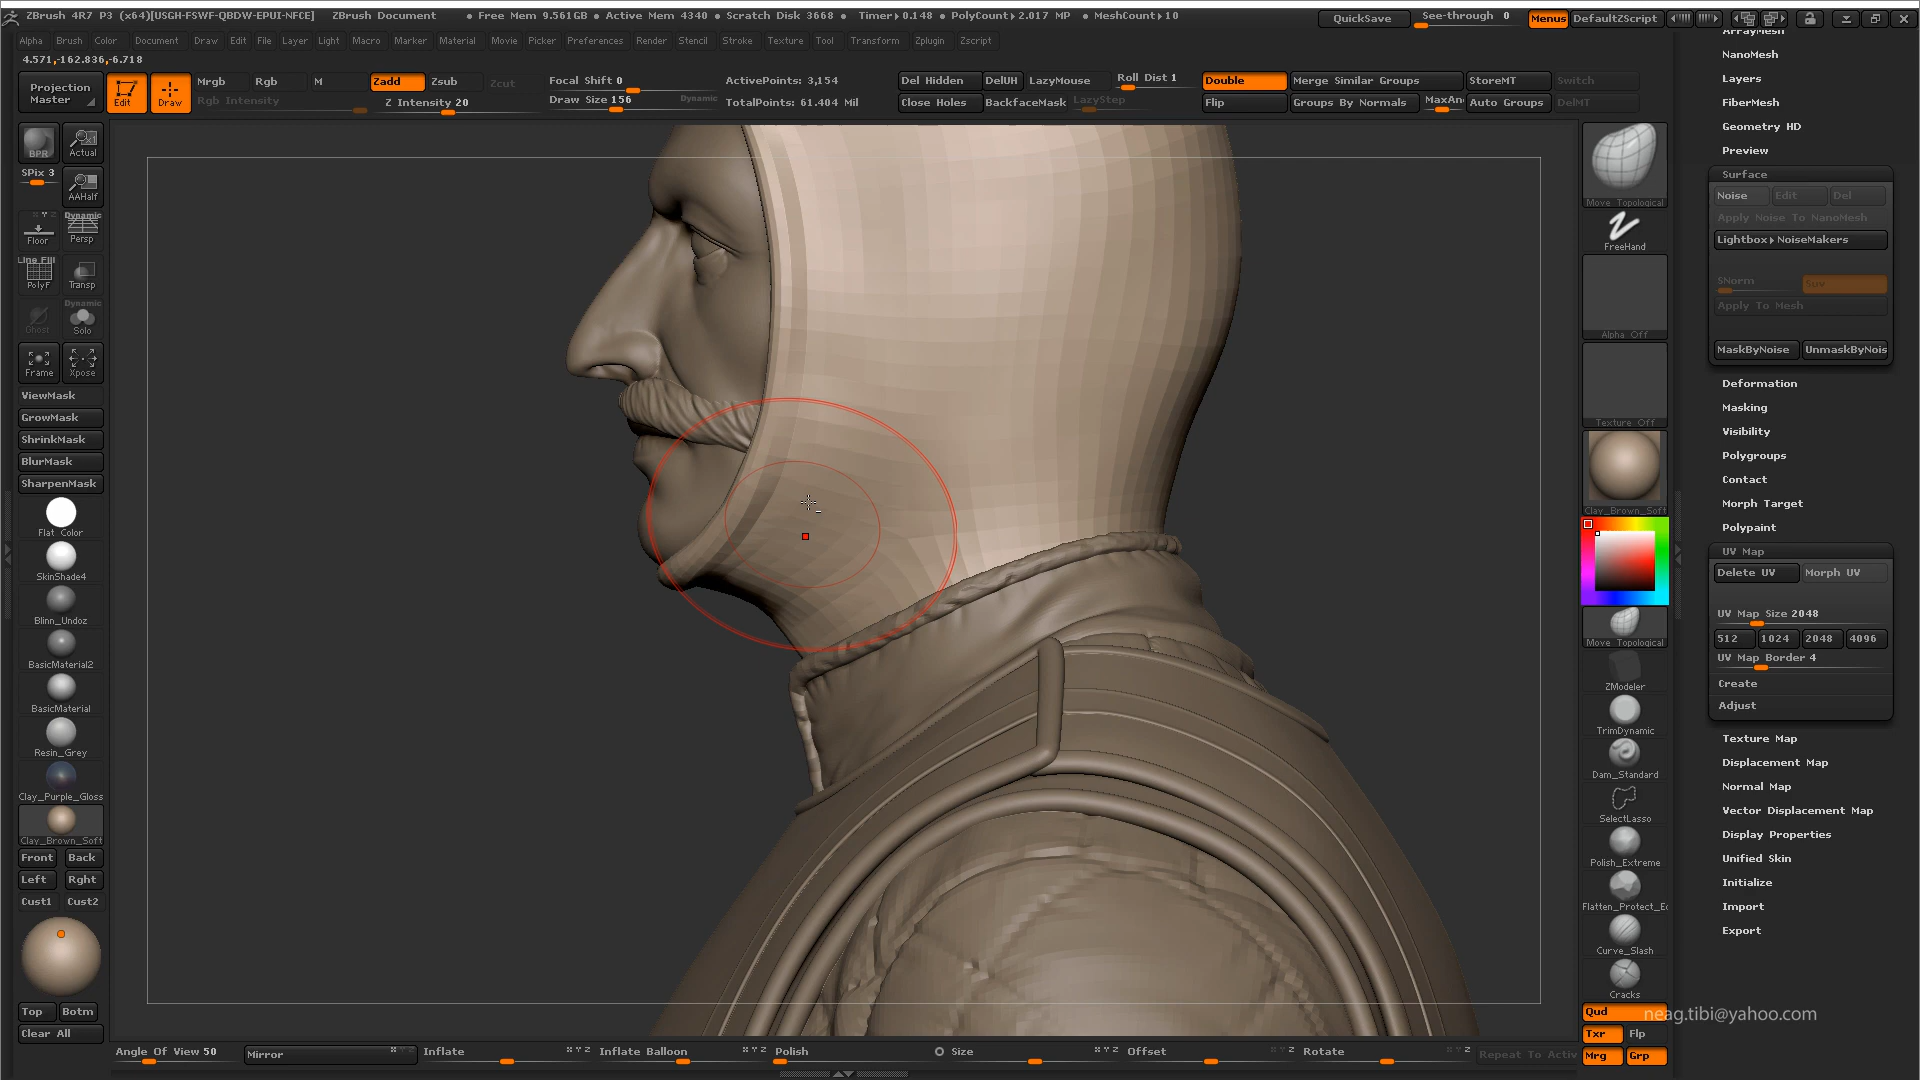 ZBrush 4R7 P3 (x64)[USGH-FSWF-QBDW-EPUI-NFCE] ZBrush Document • Free Mem 9.561GB • Active Mem 4340 • Scratch Disk 3668 • Timer▸0.148 • PolyCount▸2.017 MP • MeshCount▸10 QuickSave See-through 0 Menus DefaultZScript
Alpha Brush Color Document Draw Edit File Layer Light Macro Marker Material Movie Picker Preferences Render Stencil Stroke Texture Tool Transform Zplugin Zscript
4.571,-162.836,-6.718
Projection Master Edit Draw Mrgb Rgb M Zadd Zsub Zcut Focal Shift 0 ActivePoints: 3,154 Del Hidden DelUH LazyMouse Roll Dist 1 Double Merge Similar Groups StoreMT Switch
Rgb Intensity Z Intensity 20 Draw Size 156 Dynamic TotalPoints: 61.404 Mil Close Holes BackfaceMask LazyStep Flip Groups By Normals MaxAn Auto Groups DelMT
BPR Actual
SPix 3 AAHalf
Floor Dynamic Persp
Line Fill PolyF Transp
Ghost Dynamic Solo
Frame Xpose
ViewMask
GrowMask
ShrinkMask
BlurMask
SharpenMask
Flat Color
SkinShade4
Blinn_Undoz
BasicMaterial2
BasicMaterial
Resin_Grey
Clay_Purple_Gloss
Clay_Brown_Soft
Front Back
Left Rght
Cust1 Cust2
Top Botm
Clear All
Angle Of View 50 Mirror Inflate Inflate Balloon Polish Size Offset Rotate Repeat To Activ
Move Topological
FreeHand
Alpha Off
Texture Off
Clay_Brown_Soft
Move Topological
ZModeler
TrimDynamic
Dam_Standard
SelectLasso
Polish_Extreme
Flatten_Protect_Ec
Curve_Slash
Cracks
Qud
Txr Flp
Mrg Grp
ArrayMesh
NanoMesh
Layers
FiberMesh
Geometry HD
Preview
Surface
Noise Edit Del
Apply Noise To NanoMesh
Lightbox▸NoiseMakers
SNorm Suv
Apply To Mesh
MaskByNoise UnmaskByNois
Deformation
Masking
Visibility
Polygroups
Contact
Morph Target
Polypaint
UV Map
Delete UV Morph UV
UV Map Size 2048
512 1024 2048 4096
UV Map Border 4
Create
Adjust
Texture Map
Displacement Map
Normal Map
Vector Displacement Map
Display Properties
Unified Skin
Initialize
Import
Export
neag.tibi@yahoo.com